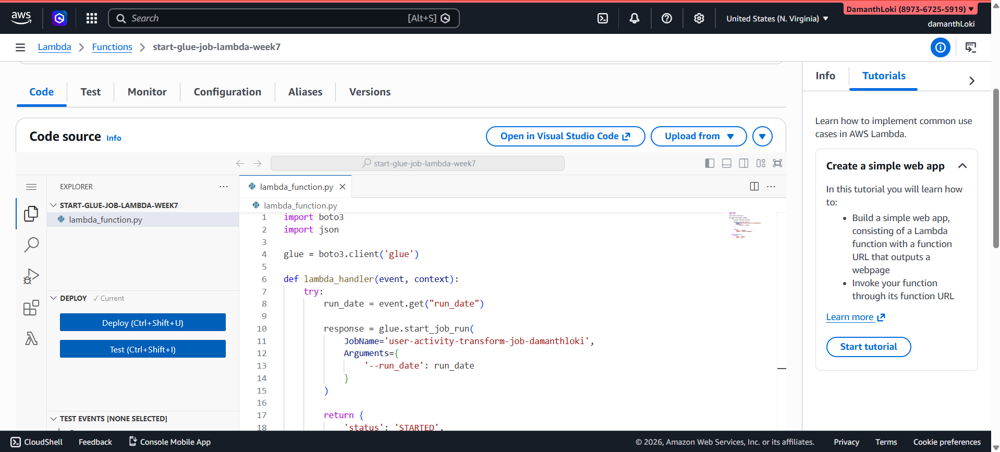 aws
Search
[Alt+S]
United States (N. Virginia)
DamanthLoki (8973-6725-5919)
damanthLoki
Lambda
Functions
start-glue-job-lambda-week7
Code
Test
Monitor
Configuration
Aliases
Versions
Code source
Info
Open in Visual Studio Code
Upload from
start-glue-job-lambda-week7
EXPLORER
START-GLUE-JOB-LAMBDA-WEEK7
lambda_function.py
DEPLOY
✓ Current
Deploy (Ctrl+Shift+U)
Test (Ctrl+Shift+I)
TEST EVENTS [NONE SELECTED]
lambda_function.py
lambda_function.py
1 import boto3
2 import json
3
4 glue = boto3.client('glue')
5
6 def lambda_handler(event, context):
7 try:
8 run_date = event.get("run_date")
9
10 response = glue.start_job_run(
11 JobName='user-activity-transform-job-damanthloki',
12 Arguments={
13 '--run_date': run_date
14 }
15 )
16
17 return {
18 'status': 'STARTED',
Info
Tutorials
Learn how to implement common use
cases in AWS Lambda.
Create a simple web app
In this tutorial you will learn how
to:
• Build a simple web app,
consisting of a Lambda
function with a function
URL that outputs a
webpage
• Invoke your function
through its function URL
Learn more
Start tutorial
CloudShell
Feedback
Console Mobile App
© 2026, Amazon Web Services, Inc. or its affiliates.
Privacy
Terms
Cookie preferences